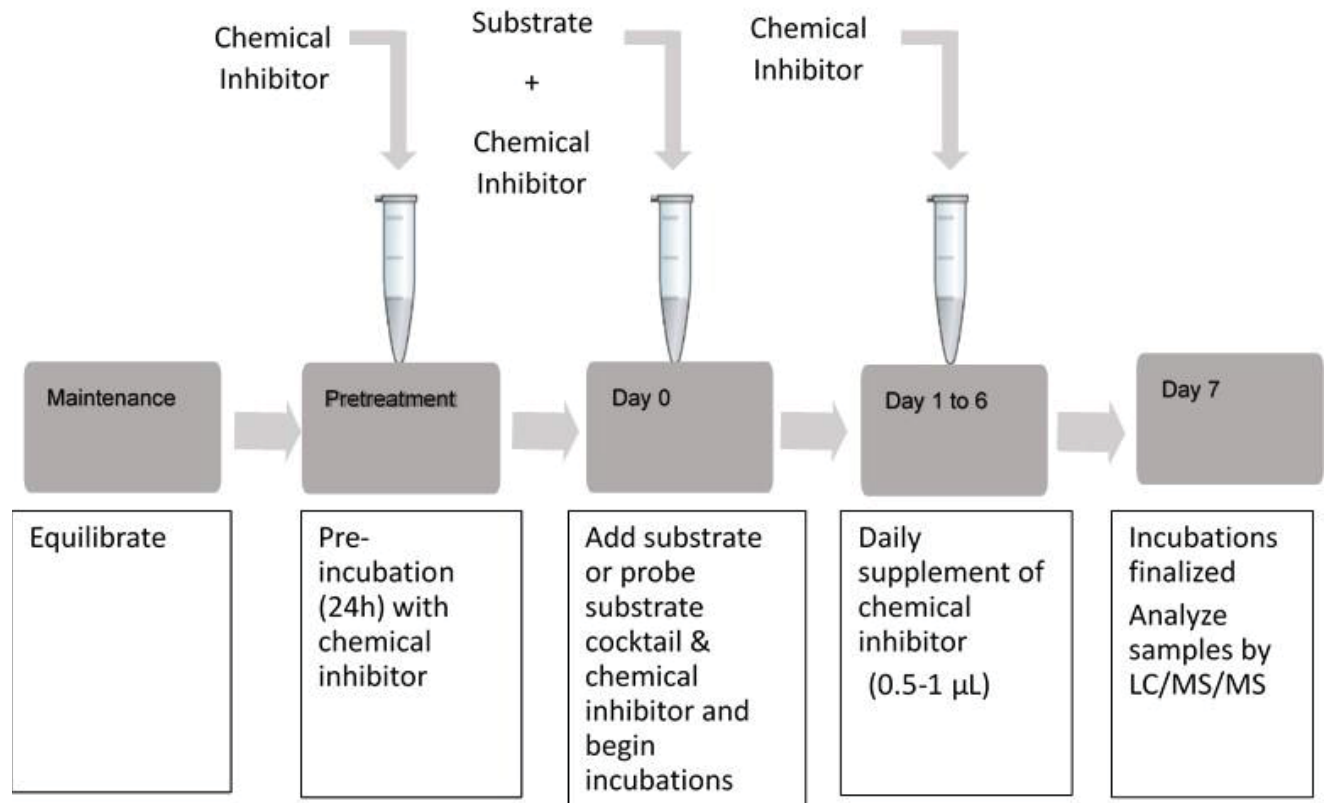 Chemical
Inhibitor
Substrate
+
Chemical
Inhibitor
Chemical
Inhibitor
Maintenance
Pretreatment
Day 0
Day 1 to 6
Day 7
Equilibrate
Pre-
incubation
(24h) with
chemical
inhibitor
Add substrate
or probe
substrate
cocktail &
chemical
inhibitor and
begin
incubations
Daily
supplement of
chemical
inhibitor
(0.5-1 µL)
Incubations
finalized
Analyze
samples by
LC/MS/MS